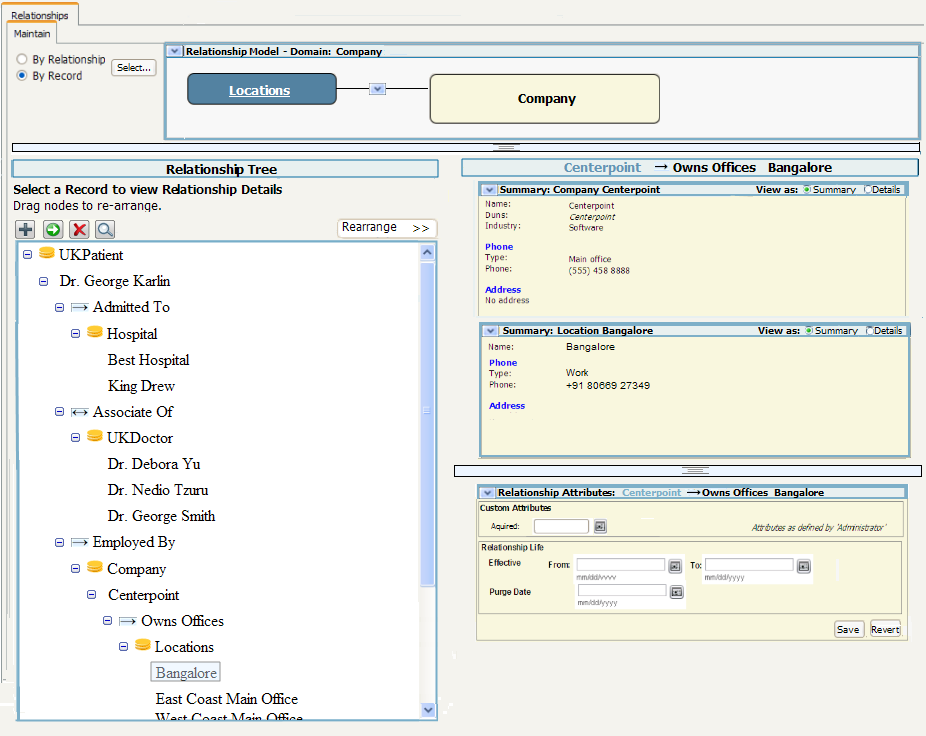 Relationships
Maintain
By Relationship
By Record
Select...
Relationship Model - Domain: Company
Locations
Company
Relationship Tree
Select a Record to view Relationship Details
Drag nodes to re-arrange.
Rearrange >>
UKPatient
Dr. George Karlin
Admitted To
Hospital
Best Hospital
King Drew
Associate Of
UKDoctor
Dr. Debora Yu
Dr. Nedio Tzuru
Dr. George Smith
Employed By
Company
Centerpoint
Owns Offices
Locations
Bangalore
East Coast Main Office
West Coast Main Office
Centerpoint → Owns Offices Bangalore
Summary: Company Centerpoint View as: Summary Details
Name: Centerpoint
Duns: Centerpoint
Industry: Software
Phone
Type: Main office
Phone: (555) 458 8888
Address
No address
Summary: Location Bangalore View as: Summary Details
Name: Bangalore
Phone
Type: Work
Phone: +91 80669 27349
Address
Relationship Attributes: Centerpoint → Owns Offices Bangalore
Custom Attributes
Aquired: Attributes as defined by 'Administrator'
Relationship Life
Effective From: To:
mm/dd/yyyy mm/dd/yyyy
Purge Date
mm/dd/yyyy
Save Revert